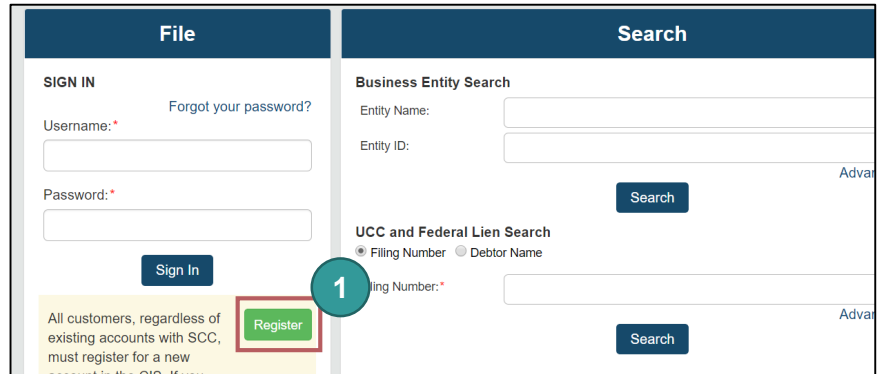 File
SIGN IN
Forgot your password?
Username:*
Password:*
Sign In
All customers, regardless of
existing accounts with SCC,
must register for a new
Register
1
Search
Business Entity Search
Entity Name:
Entity ID:
Search
UCC and Federal Lien Search
Filing Number Debtor Name
Number:*
Search